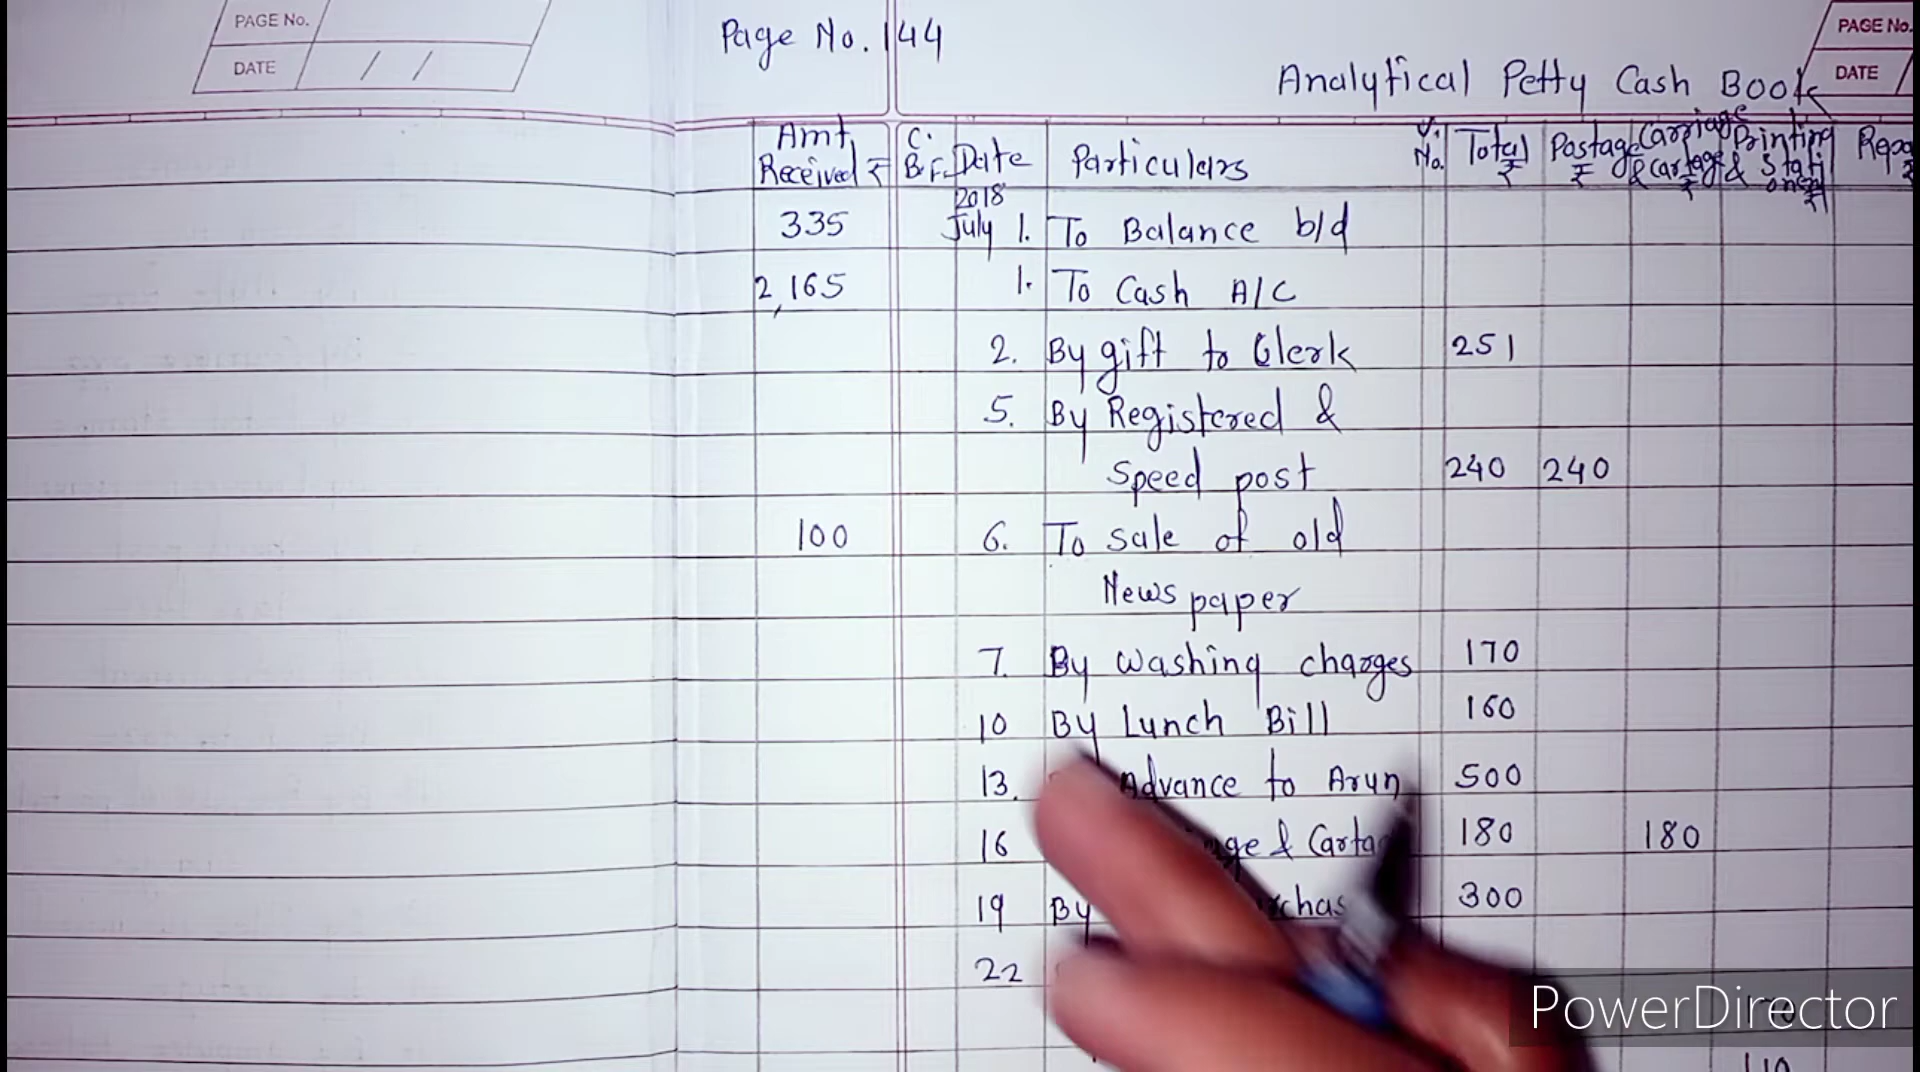 PAGE No.
DATE / /
Page No. 144
PAGE No.
DATE /
Analytical Petty Cash Book
Amt. Received ₹ C. B.F. Date Particulars V. No. Total ₹ Postage ₹ Carriage & Cartage ₹ Printing & Stationery ₹
2018
335 July 1. To Balance b/d
2,165 1. To Cash A/C
2. By gift to Clerk 251
5. By Registered &
Speed post 240 240
100 6. To sale of old
News paper
7. By Washing charges 170
10 By Lunch Bill 160
13. Advance to Arun 500
16 & 180 180
19 By 300
22
110
PowerDirector